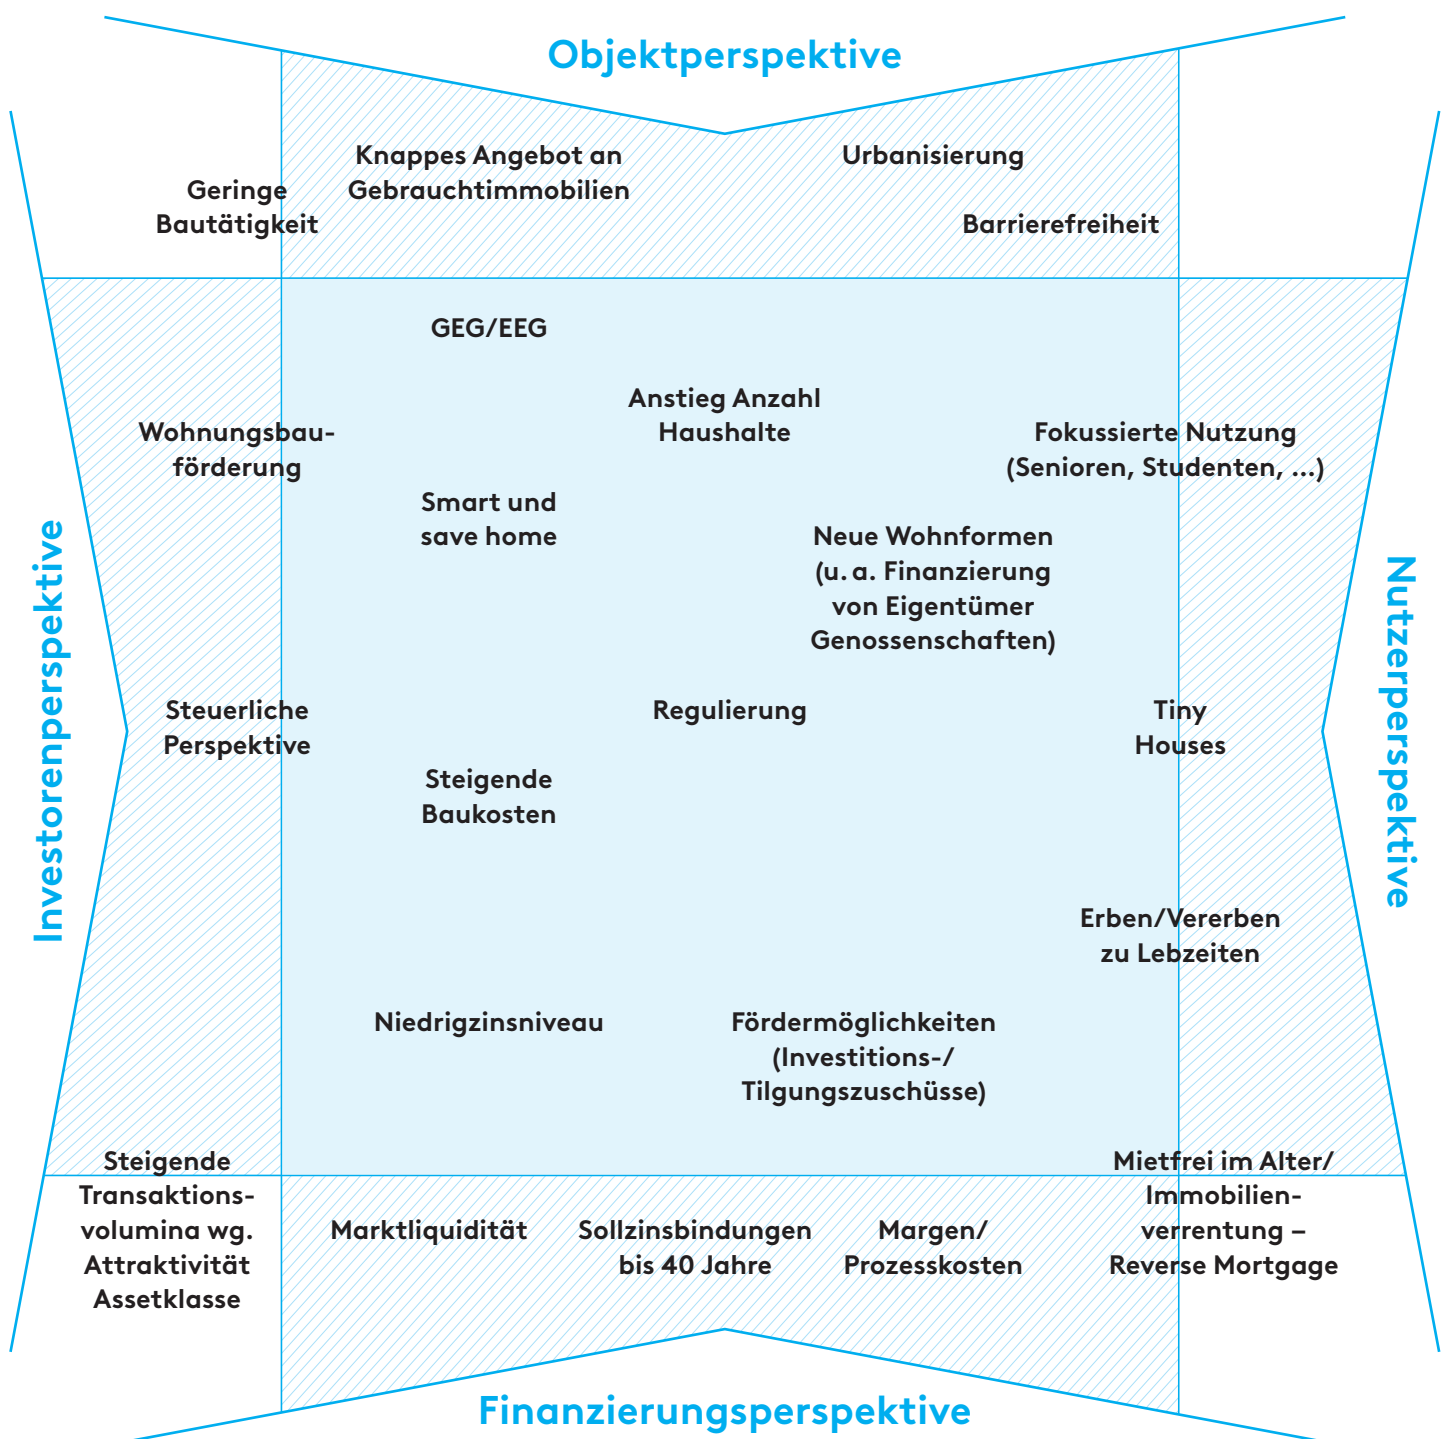 Objektperspektive
Knappes Angebot an
Gebrauchtimmobilien
Urbanisierung
Geringe
Bautätigkeit
Barrierefreiheit
GEG/EEG
Anstieg Anzahl
Haushalte
Wohnungsbau-
förderung
Fokussierte Nutzung
(Senioren, Studenten, ...)
Smart und
save home
Neue Wohnformen
(u. a. Finanzierung
von Eigentümer
Genossenschaften)
Investorenperspektive
Nutzerperspektive
Steuerliche
Perspektive
Regulierung
Tiny
Houses
Steigende
Baukosten
Erben/Vererben
zu Lebzeiten
Niedrigzinsniveau
Fördermöglichkeiten
(Investitions-/
Tilgungszuschüsse)
Steigende
Transaktions-
volumina wg.
Attraktivität
Assetklasse
Marktliquidität
Sollzinsbindungen
bis 40 Jahre
Margen/
Prozesskosten
Mietfrei im Alter/
Immobilien-
verrentung –
Reverse Mortgage
Finanzierungsperspektive